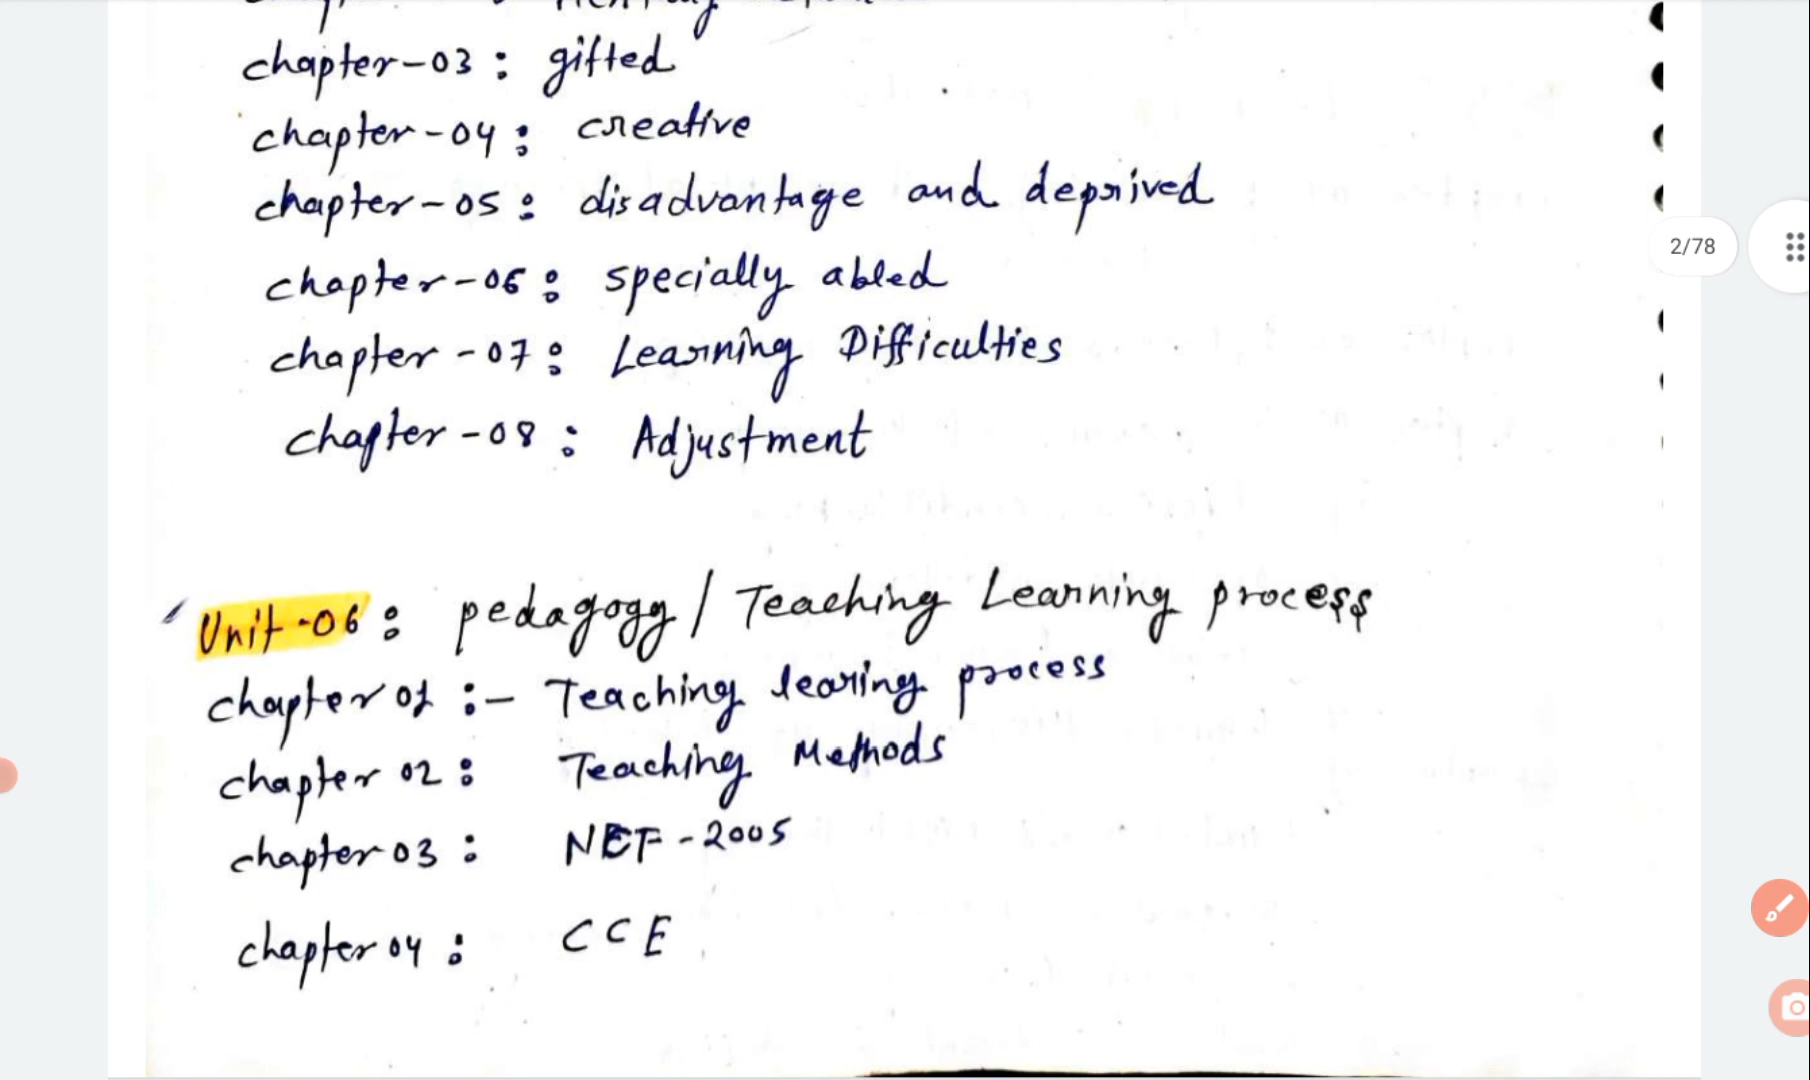 chapter-03 : gifted
chapter-04 : creative
chapter-05 : disadvantage and deprived
chapter-06 : specially abled
chapter-07 : Learning Difficulties
chapter-08 : Adjustment
2/78
Unit-06 : pedagogy / Teaching Learning process
chapter 01 :- Teaching learing process
chapter 02 : Teaching Methods
chapter 03 : NEF-2005
chapter 04 : CCE